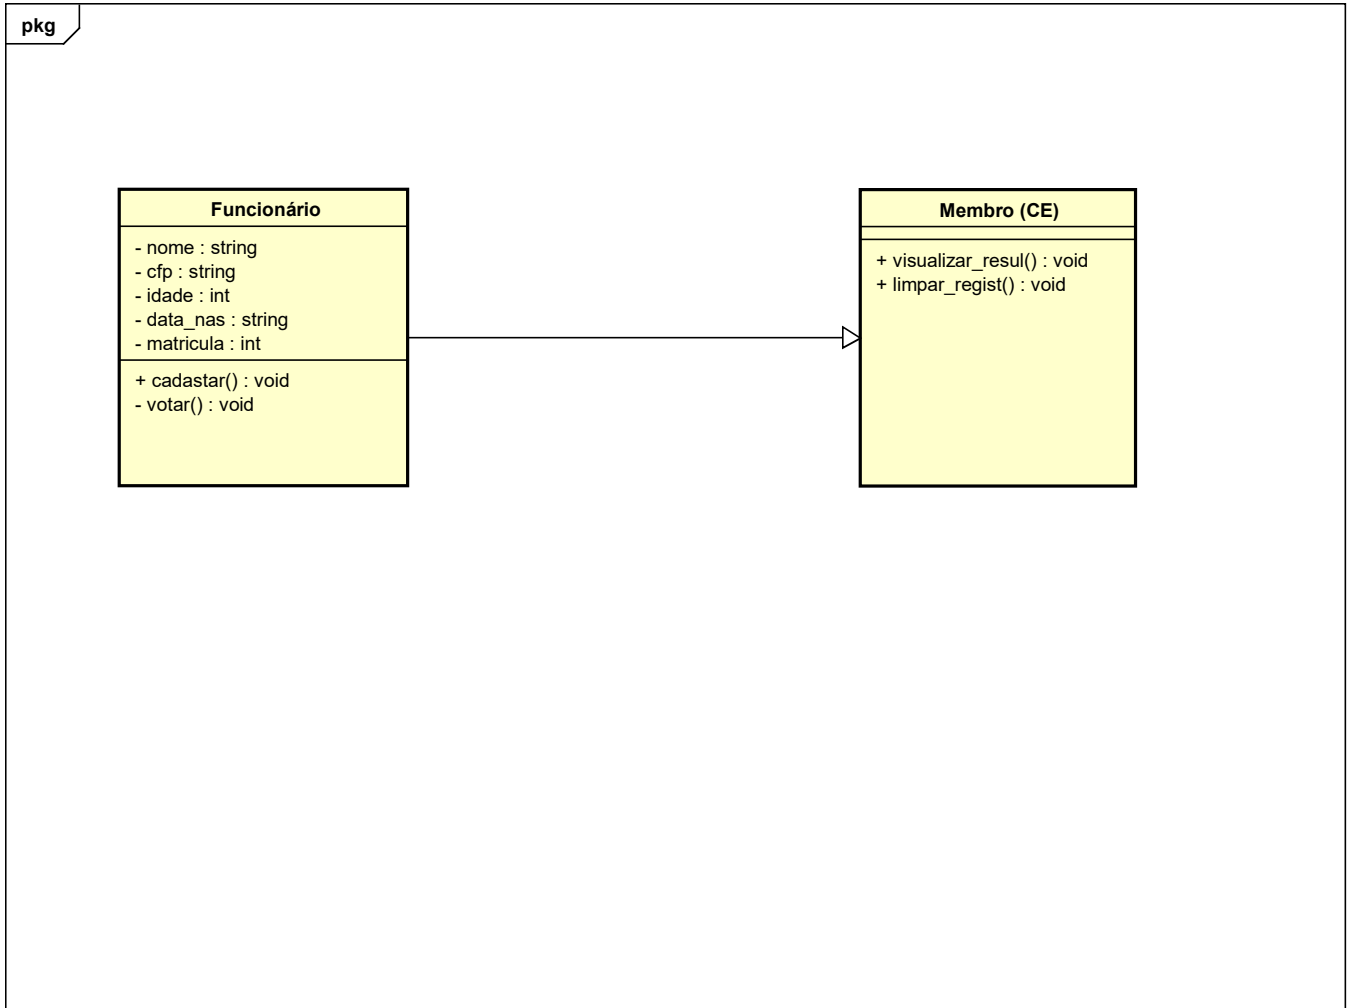 pkg
Funcionário
- nome : string
- cfp : string
- idade : int
- data_nas : string
- matricula : int
+ cadastar() : void
- votar() : void
Membro (CE)
+ visualizar_resul() : void
+ limpar_regist() : void